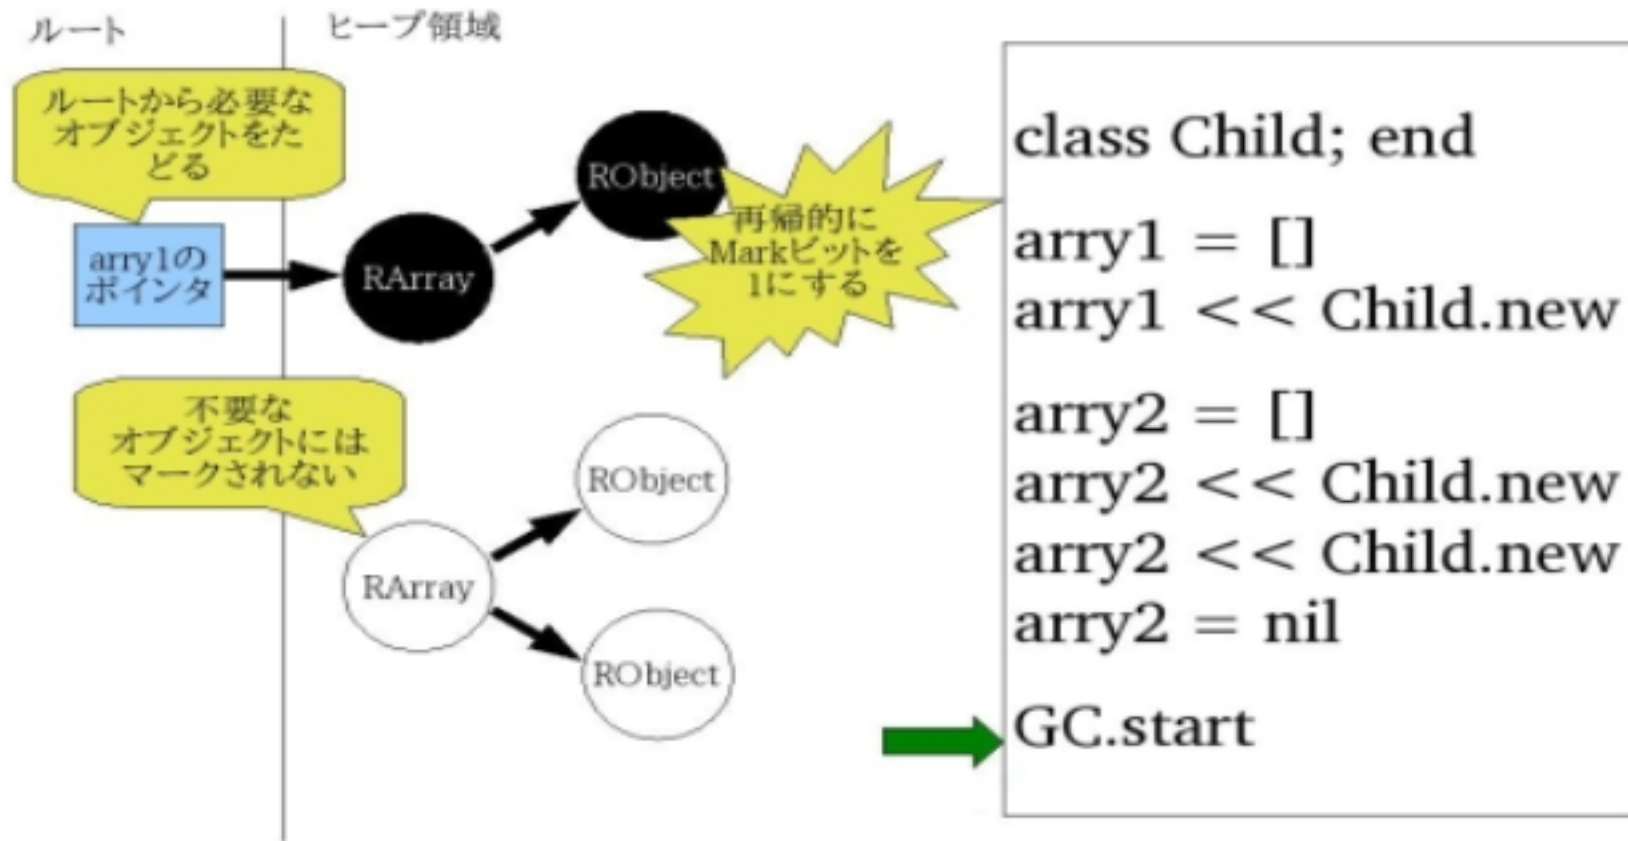 ルート
ヒープ領域
ルートから必要な
オブジェクトをた
どる
arry1の
ポインタ
RArray
RObject
再帰的に
Markビットを
1にする
不要な
オブジェクトには
マークされない
RArray
RObject
RObject
class Child; end
arry1 = []
arry1 << Child.new
arry2 = []
arry2 << Child.new
arry2 << Child.new
arry2 = nil
GC.start